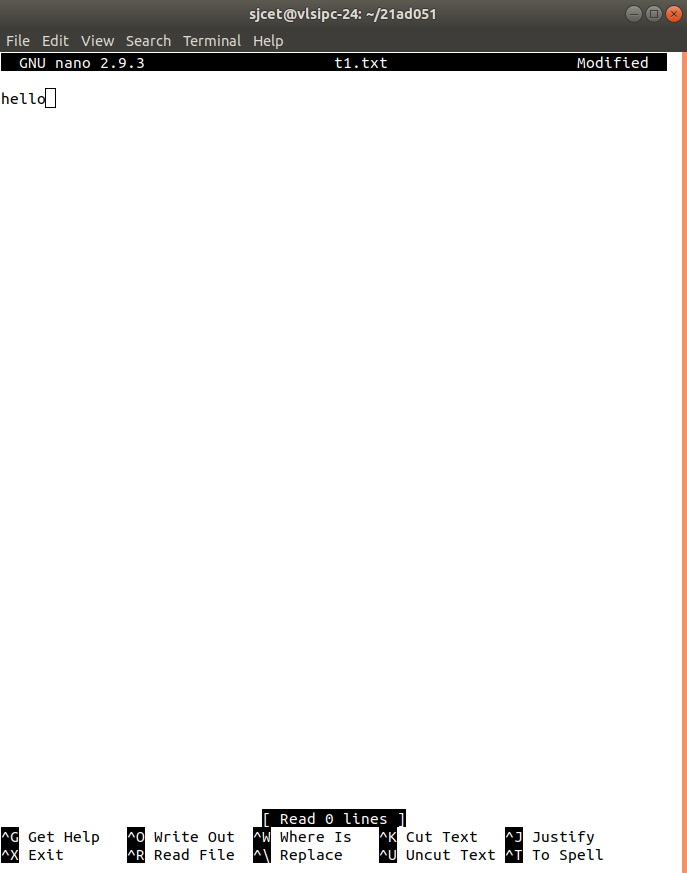 sjcet@vlsipc-24: ~/21ad051
File Edit View Search Terminal Help
GNU nano 2.9.3 t1.txt Modified
hello
[ Read 0 lines ]
^G Get Help ^O Write Out ^W Where Is ^K Cut Text ^J Justify
^X Exit ^R Read File ^\ Replace ^U Uncut Text ^T To Spell